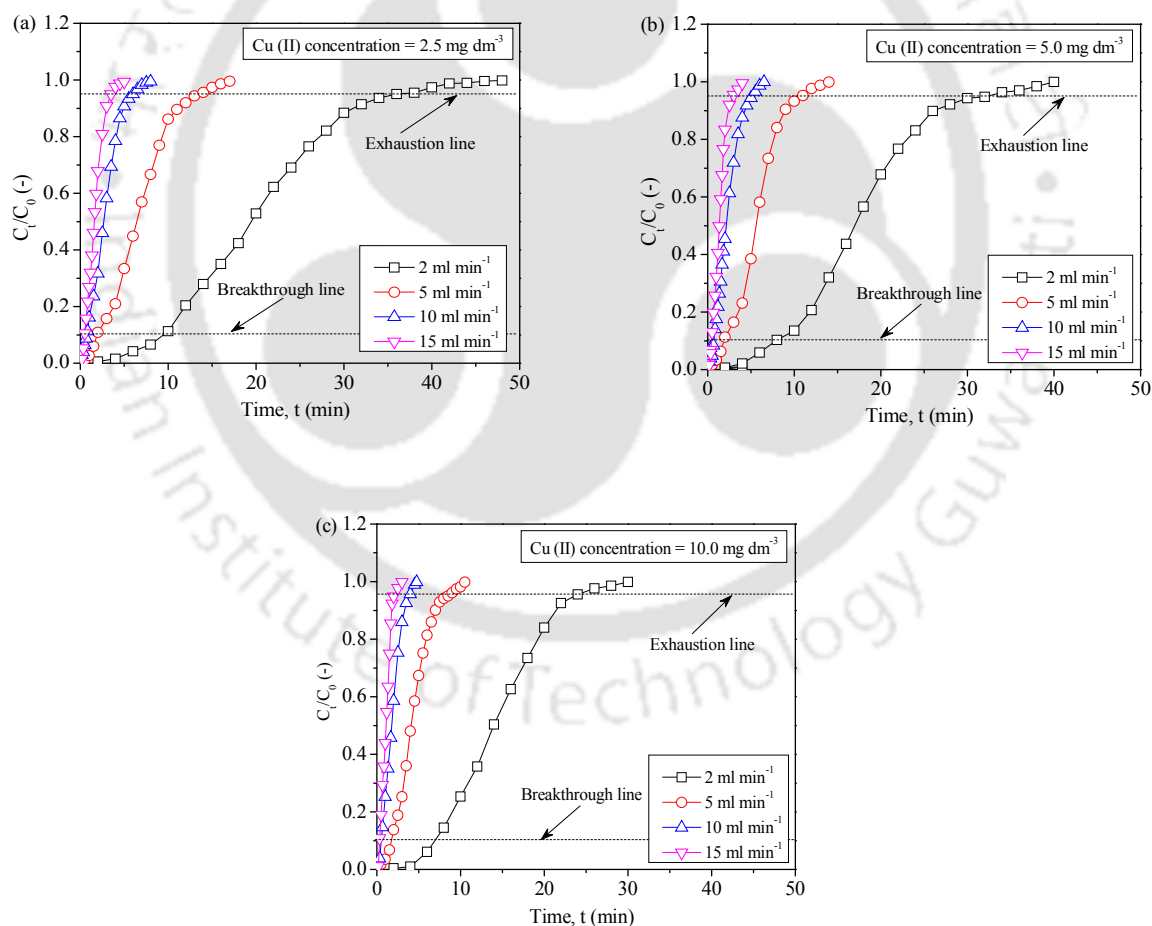 (a)
Cu (II) concentration = 2.5 mg dm-3
Exhaustion line
Breakthrough line
2 ml min-1
5 ml min-1
10 ml min-1
15 ml min-1
Ct/C0 (-)
1.2
1.0
0.8
0.6
0.4
0.2
0.0
0 10 20 30 40 50
Time, t (min)
(b)
Cu (II) concentration = 5.0 mg dm-3
Exhaustion line
Breakthrough line
2 ml min-1
5 ml min-1
10 ml min-1
15 ml min-1
Ct/C0 (-)
1.2
1.0
0.8
0.6
0.4
0.2
0.0
0 10 20 30 40 50
Time, t (min)
(c)
Cu (II) concentration = 10.0 mg dm-3
Exhaustion line
Breakthrough line
2 ml min-1
5 ml min-1
10 ml min-1
15 ml min-1
Ct/C0 (-)
1.2
1.0
0.8
0.6
0.4
0.2
0.0
0 10 20 30 40 50
Time, t (min)
Indian Institute of Technology Guwahati